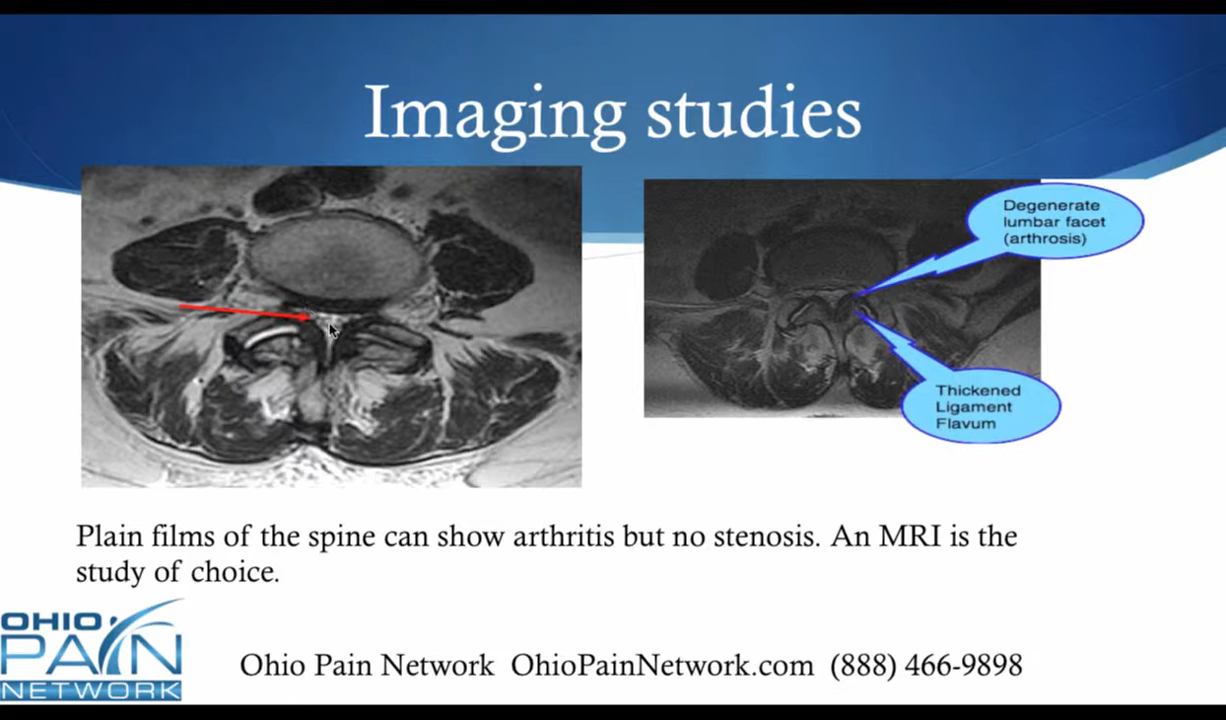 Imaging studies
Degenerate
lumbar facet
(arthrosis)
Thickened
Ligament
Flavum
Plain films of the spine can show arthritis but no stenosis. An MRI is the
study of choice.
OHIO
PAIN
NETWORK
Ohio Pain Network OhioPainNetwork.com (888) 466-9898